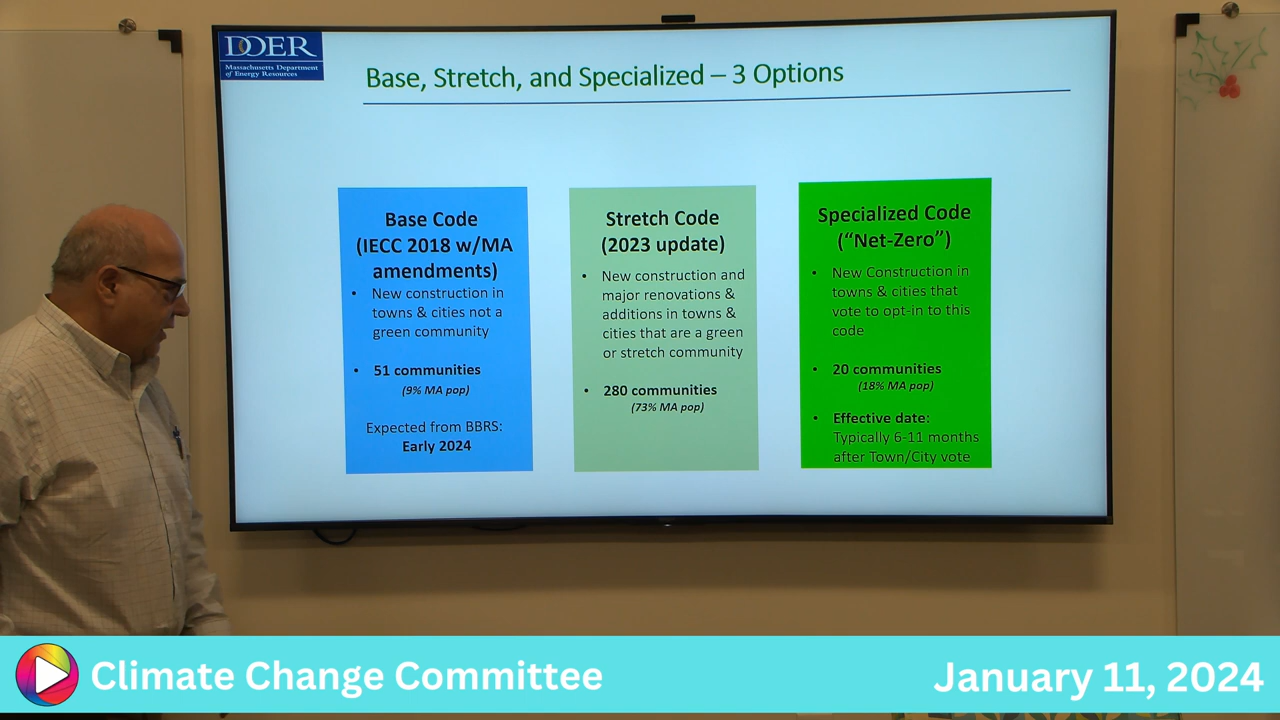 DOER
Massachusetts Department
of Energy Resources
Base, Stretch, and Specialized – 3 Options
Base Code
(IECC 2018 w/MA
amendments)
• New construction in
towns & cities not a
green community
• 51 communities
(9% MA pop)
Expected from BBRS:
Early 2024
Stretch Code
(2023 update)
• New construction and
major renovations &
additions in towns &
cities that are a green
or stretch community
• 280 communities
(73% MA pop)
Specialized Code
(“Net-Zero”)
• New Construction in
towns & cities that
vote to opt-in to this
code
• 20 communities
(18% MA pop)
• Effective date:
Typically 6-11 months
after Town/City vote
Climate Change Committee
January 11, 2024